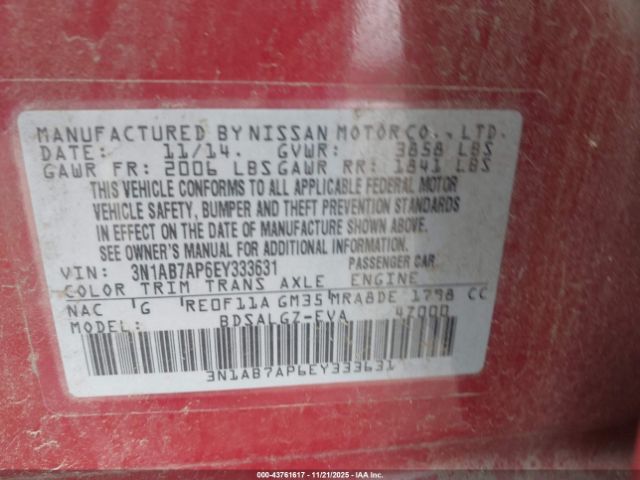 MANUFACTURED BY NISSAN MOTOR CO., LTD.
DATE: 11/14. GVWR: 3858 LBS
GAWR FR: 2006 LBS GAWR RR: 1841 LBS
THIS VEHICLE CONFORMS TO ALL APPLICABLE FEDERAL MOTOR
VEHICLE SAFETY, BUMPER AND THEFT PREVENTION STANDARDS
IN EFFECT ON THE DATE OF MANUFACTURE SHOWN ABOVE.
SEE OWNER'S MANUAL FOR ADDITIONAL INFORMATION.
VIN: 3N1AB7AP6EY333631 PASSENGER CAR
COLOR TRIM TRANS AXLE ENGINE
NAC G RE0F11A GM35 MRA8DE 1798 CC
MODEL: BDSALGZ-EVA 47000
3N1AB7AP6EY333631
000-43761617 11/21/2025 IAAI, Inc.